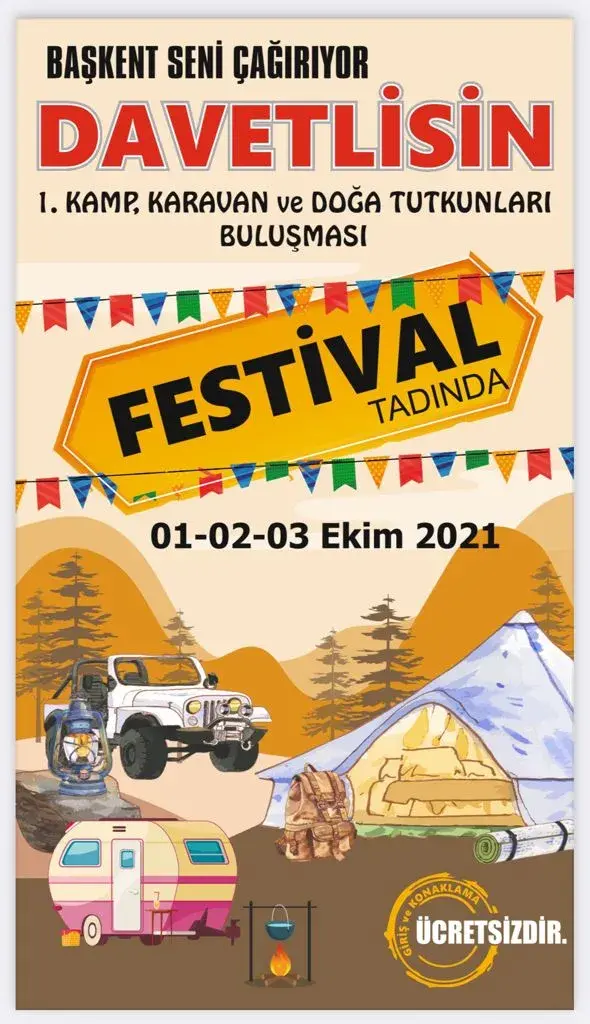 BAŞKENT SENİ ÇAĞIRIYOR
DAVETLİSİN
1. KAMP, KARAVAN ve DOĞA TUTKUNLARI
BULUŞMASI
FESTİVAL
TADINDA
01-02-03 Ekim 2021
GİRİŞ ve KONAKLAMA
ÜCRETSİZDİR.